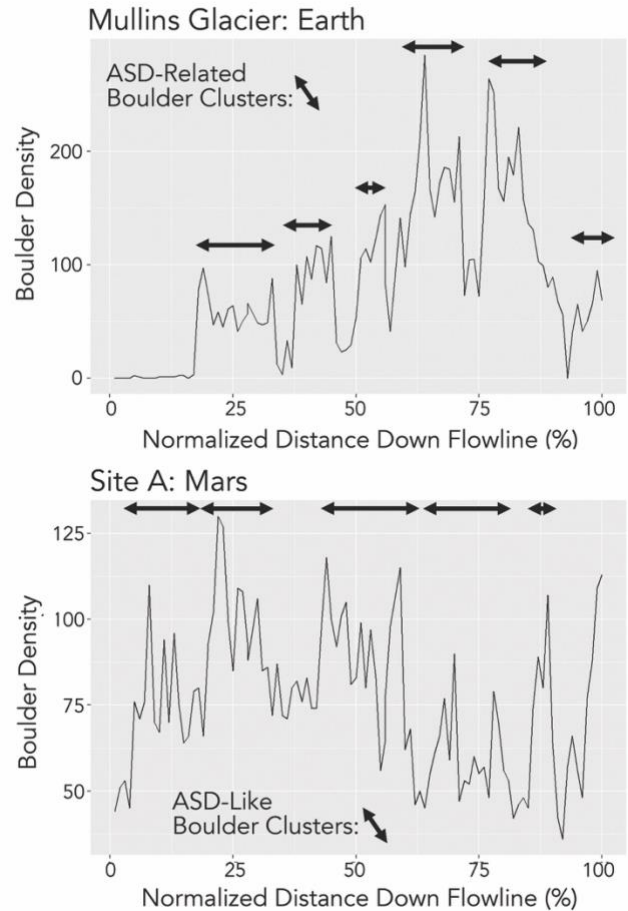 Mullins Glacier: Earth
ASD-Related
Boulder Clusters:
Boulder Density
200
100
0
0
25
50
75
100
Normalized Distance Down Flowline (%)
Site A: Mars
Boulder Density
125
100
75
50
ASD-Like
Boulder Clusters:
0
25
50
75
100
Normalized Distance Down Flowline (%)